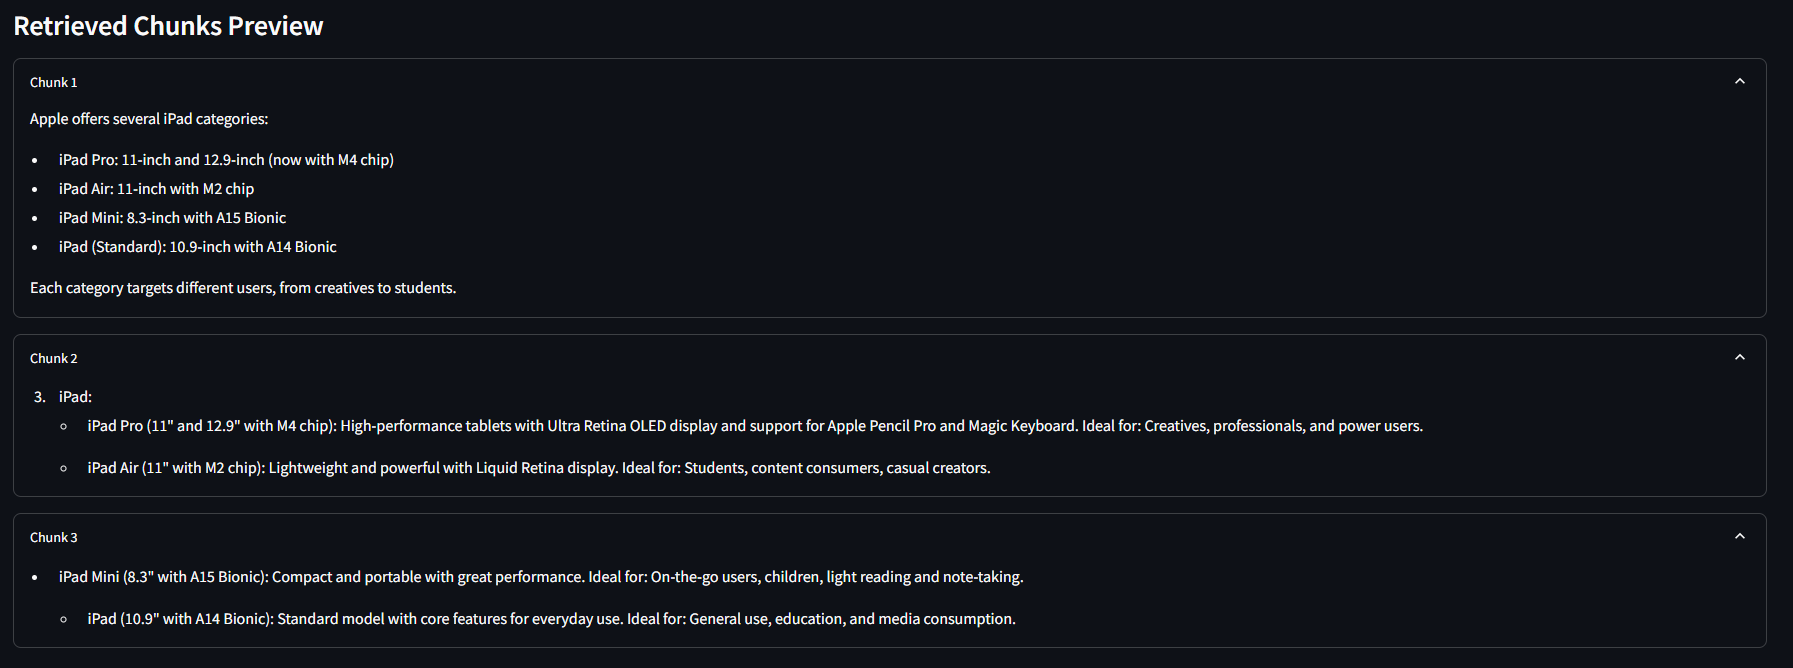 Retrieved Chunks Preview
Chunk 1
Apple offers several iPad categories:
• iPad Pro: 11-inch and 12.9-inch (now with M4 chip)
• iPad Air: 11-inch with M2 chip
• iPad Mini: 8.3-inch with A15 Bionic
• iPad (Standard): 10.9-inch with A14 Bionic
Each category targets different users, from creatives to students.
Chunk 2
3. iPad:
◦ iPad Pro (11" and 12.9" with M4 chip): High-performance tablets with Ultra Retina OLED display and support for Apple Pencil Pro and Magic Keyboard. Ideal for: Creatives, professionals, and power users.
◦ iPad Air (11" with M2 chip): Lightweight and powerful with Liquid Retina display. Ideal for: Students, content consumers, casual creators.
Chunk 3
• iPad Mini (8.3" with A15 Bionic): Compact and portable with great performance. Ideal for: On-the-go users, children, light reading and note-taking.
◦ iPad (10.9" with A14 Bionic): Standard model with core features for everyday use. Ideal for: General use, education, and media consumption.